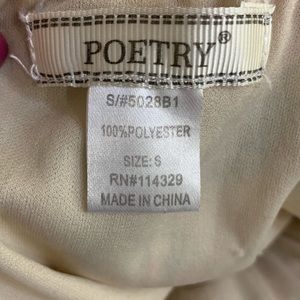 POETRY®
S/#5028B1
100%POLYESTER
SIZE: S
RN#114329
MADE IN CHINA